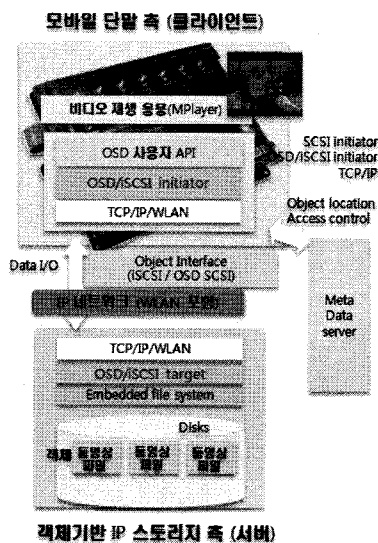 모바일 단말 측 (클라이언트)
비디오 재생 응용(MPlayer)
OSD 사용자 API
OSD/iSCSI initiator
TCP/IP/WLAN
SCSI initiator
OSD/iSCSI initiator
TCP/IP
Object location
Access control
Data I/O
Object Interface
(iSCSI / OSD SCSI)
IP 네트워크 (WLAN 포함)
Meta
Data
server
TCP/IP/WLAN
OSD/iSCSI target
Embedded file system
Disks
객체
동영상
파일
동영상
파일
동영상
파일
객체기반 IP 스토리지 측 (서버)